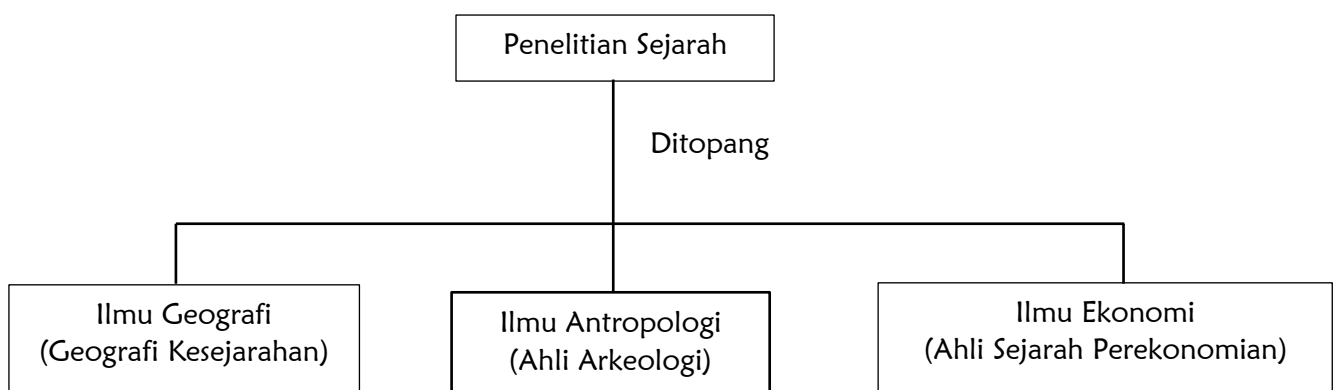 Penelitian Sejarah
Ditopang
Ilmu Geografi
(Geografi Kesejarahan)
Ilmu Antropologi
(Ahli Arkeologi)
Ilmu Ekonomi
(Ahli Sejarah Perekonomian)